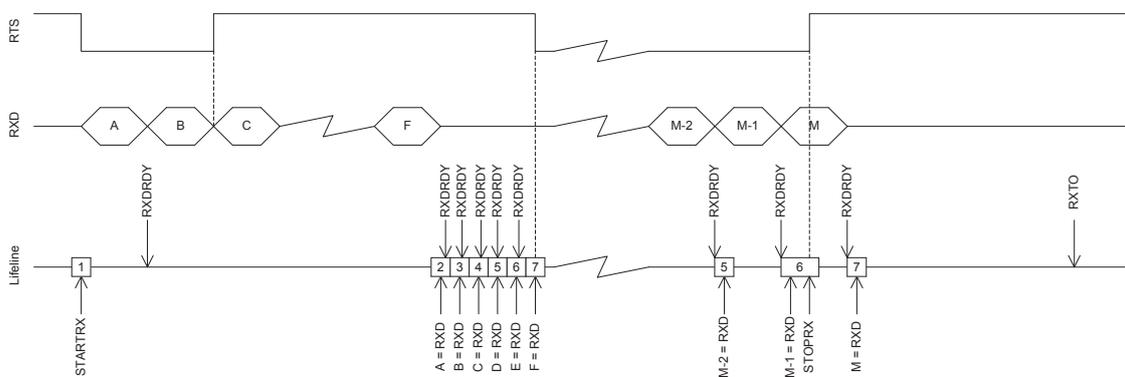 RTS
RXD
A
B
C
F
M-2
M-1
M
RXDRDY
RXDRDY
RXDRDY
RXDRDY
RXDRDY
RXDRDY
RXDRDY
RXDRDY
RXDRDY
RXTO
Lifeline
1
2
3
4
5
6
7
5
6
7
STARTRX
A = RXD
B = RXD
C = RXD
D = RXD
E = RXD
F = RXD
M-2 = RXD
M-1 = RXD
STOPRX
M = RXD